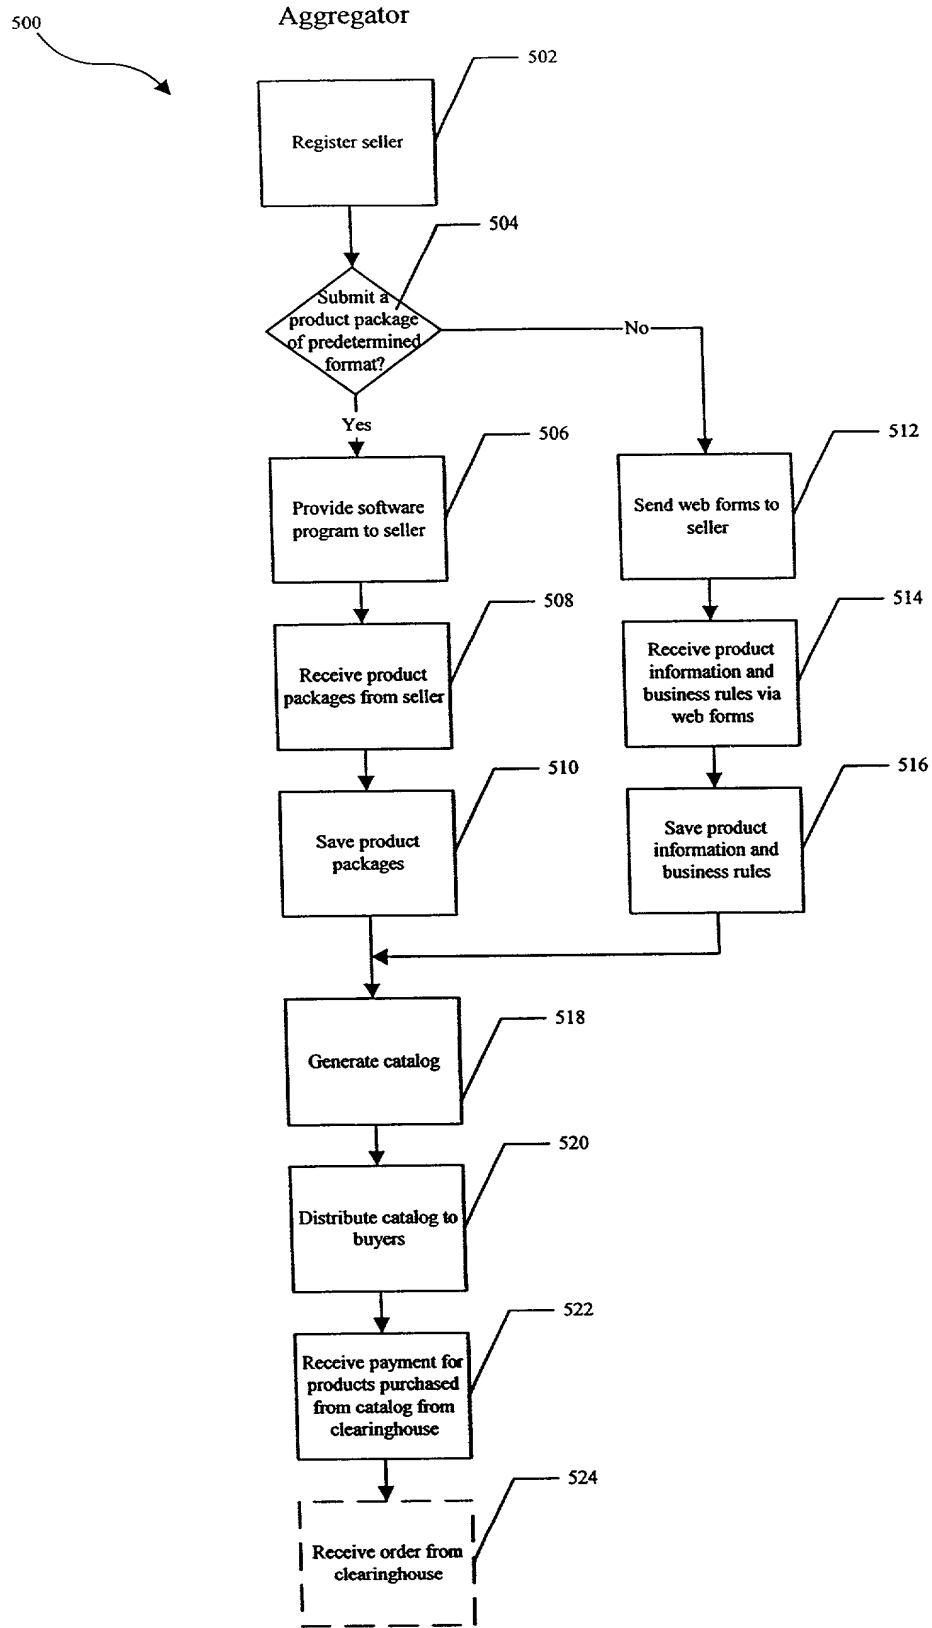 Aggregator
500
502
Register seller
504
Submit a
product package
of predetermined
format?
No
Yes
506
Provide software
program to seller
512
Send web forms to
seller
508
Receive product
packages from seller
514
Receive product
information and
business rules via
web forms
510
Save product
packages
516
Save product
information and
business rules
518
Generate catalog
520
Distribute catalog to
buyers
522
Receive payment for
products purchased
from catalog from
clearinghouse
524
Receive order from
clearinghouse